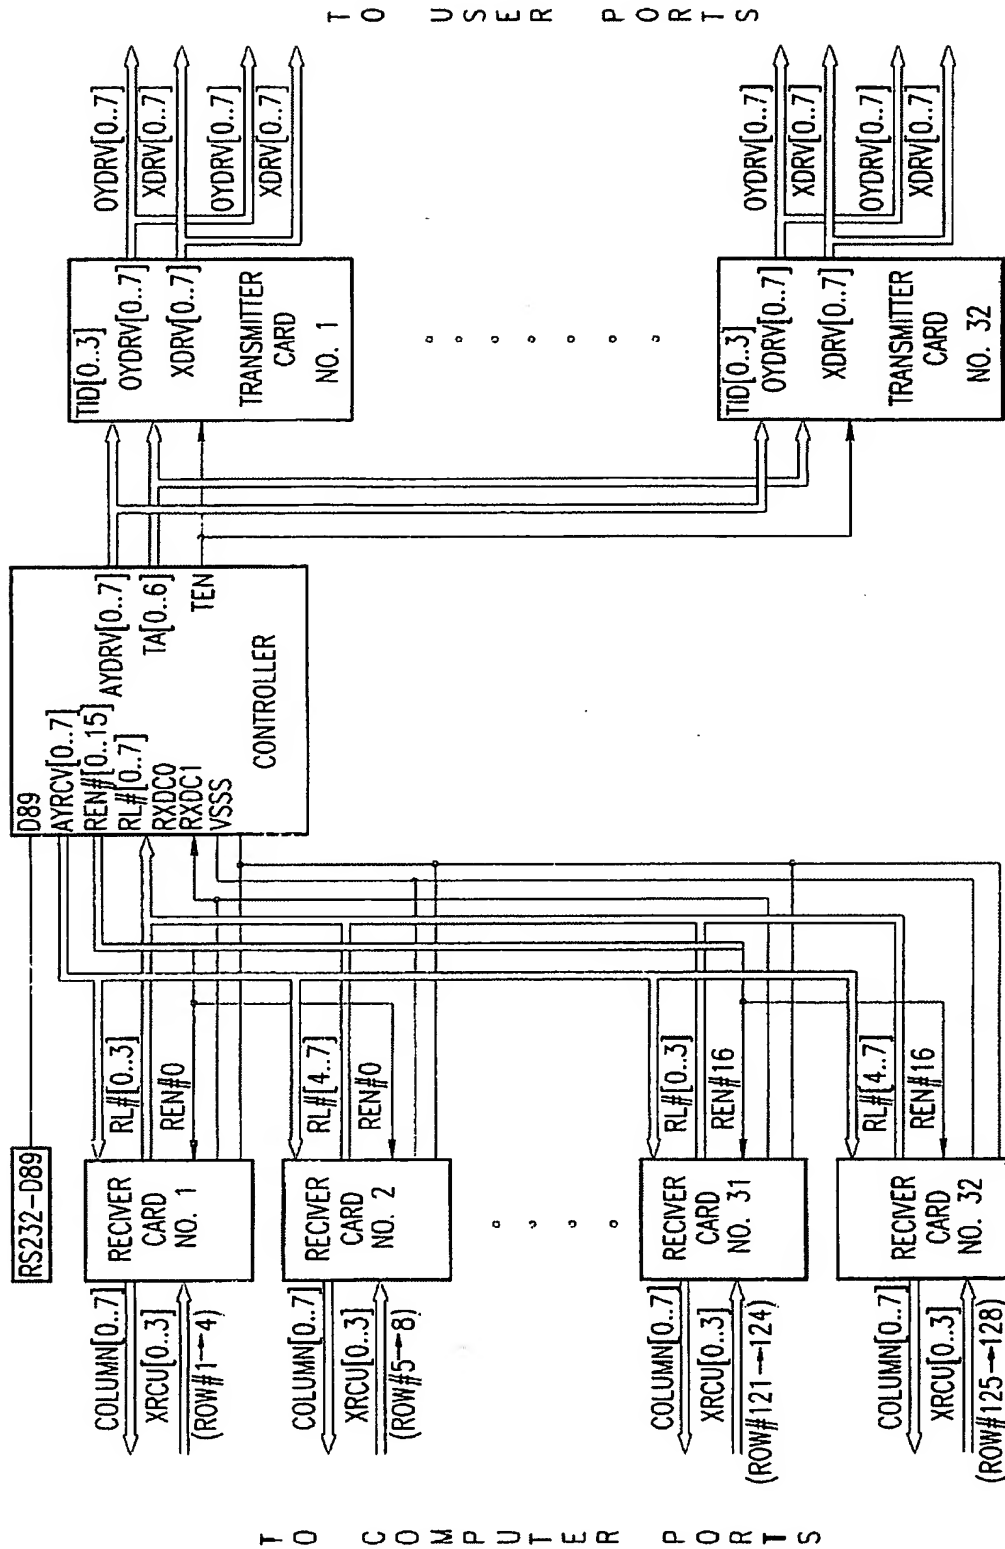 TO USER PORTS
OYDRV[0..7]
XDRV[0..7]
OYDRV[0..7]
XDRV[0..7]
OYDRV[0..7]
XDRV[0..7]
OYDRV[0..7]
XDRV[0..7]
TID[0..3]
OYDRV[0..7]
XDRV[0..7]
TRANSMITTER
CARD
NO. 1
TID[0..3]
OYDRV[0..7]
XDRV[0..7]
TRANSMITTER
CARD
NO. 32
D89
AYRCV[0..7]
REN#[0..15]
RL#[0..7]
RXDC0
RXDC1
VSSS
AYDRV[0..7]
TA[0..6]
TEN
CONTROLLER
RL#[0..3]
REN#0
RL#[4..7]
REN#0
RL#[0..3]
REN#16
RL#[4..7]
REN#16
RS232-D89
RECIVER
CARD
NO. 1
RECIVER
CARD
NO. 2
RECIVER
CARD
NO. 31
RECIVER
CARD
NO. 32
COLUMN[0..7]
XRCU[0..3]
(ROW#1→4)
COLUMN[0..7]
XRCU[0..3]
(ROW#5→8)
COLUMN[0..7]
XRCU[0..3]
(ROW#121→124)
COLUMN[0..7]
XRCU[0..3]
(ROW#125→128)
TO COMPUTER PORTS